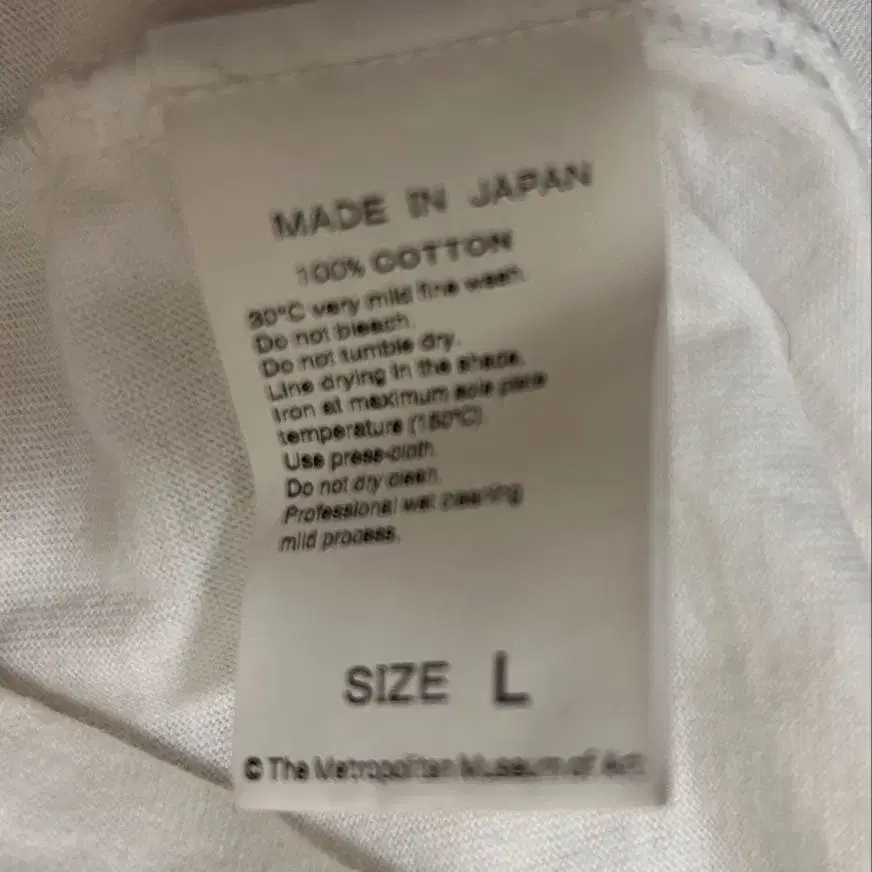 MADE IN JAPAN
100% COTTON
30°C very mild fine wash.
Do not bleach.
Do not tumble dry.
Line drying in the shade.
Iron at maximum sole plate
temperature (150°C).
Use press-cloth.
Do not dry clean.
Professional wet cleaning
mild process.
SIZE L
© The Metropolitan Museum of Art